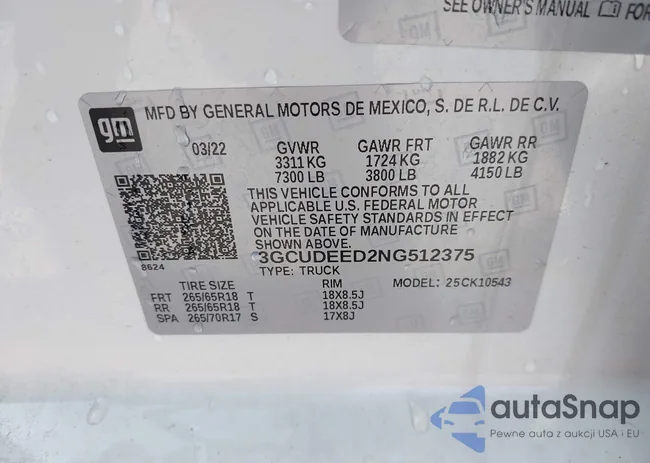 SEE OWNER'S MANUAL FOR
gm
MFD BY GENERAL MOTORS DE MEXICO, S. DE R.L. DE C.V.
03/22 GVWR GAWR FRT GAWR RR
3311 KG 1724 KG 1882 KG
7300 LB 3800 LB 4150 LB
THIS VEHICLE CONFORMS TO ALL
APPLICABLE U.S. FEDERAL MOTOR
VEHICLE SAFETY STANDARDS IN EFFECT
ON THE DATE OF MANUFACTURE
SHOWN ABOVE.
3GCUDEED2NG512375
8624
TYPE: TRUCK MODEL: 25CK10543
TIRE SIZE RIM
FRT 265/65R18 T 18X8.5J
RR 265/65R18 T 18X8.5J
SPA 265/70R17 S 17X8J
autaSnap
Pewne auta z aukcji USA i EU